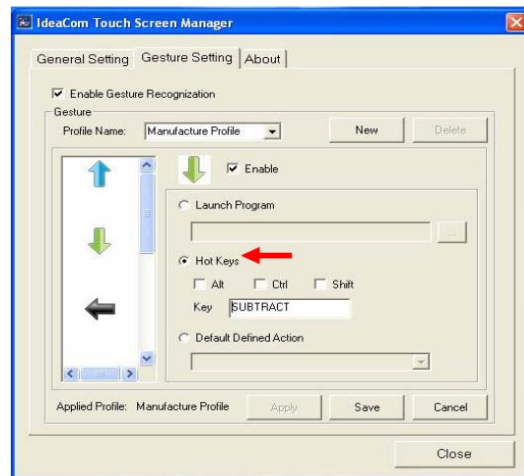 IdeaCom Touch Screen Manager
General Setting Gesture Setting About
Enable Gesture Recognization
Gesture
Profile Name: Manufacture Profile New Delete
Enable
Launch Program
...
Hot Keys
Alt Ctrl Shift
Key SUBTRACT
Default Defined Action
Applied Profile: Manufacture Profile Apply Save Cancel
Close